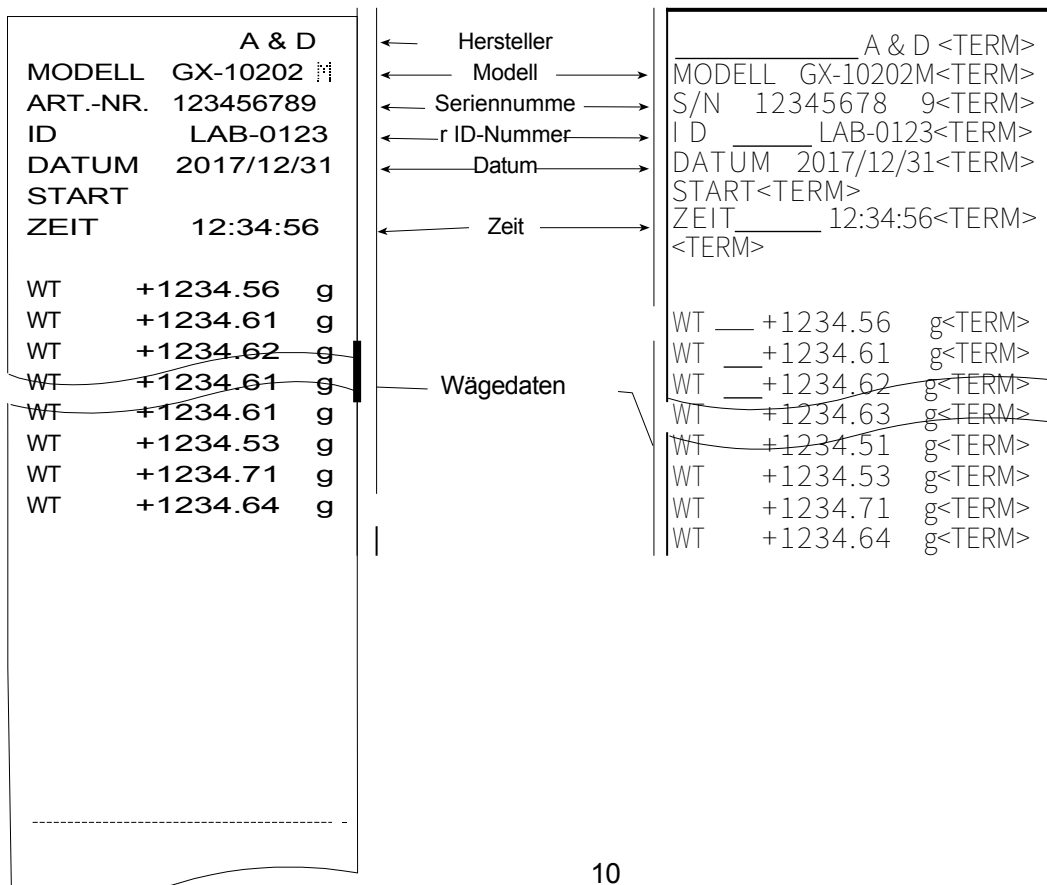 A & D
MODELL GX-10202 M
ART.-NR. 123456789
ID LAB-0123
DATUM 2017/12/31
START
ZEIT 12:34:56
WT +1234.56 g
WT +1234.61 g
WT +1234.62 g
WT +1234.61 g
WT +1234.61 g
WT +1234.53 g
WT +1234.71 g
WT +1234.64 g
Hersteller
Modell
Seriennumme
r ID-Nummer
Datum
Zeit
Wägedaten
A & D <TERM>
MODELL GX-10202M<TERM>
S/N 12345678 9<TERM>
I D LAB-0123<TERM>
DATUM 2017/12/31<TERM>
START<TERM>
ZEIT 12:34:56<TERM>
<TERM>
WT +1234.56 g<TERM>
WT +1234.61 g<TERM>
WT +1234.62 g<TERM>
WT +1234.63 g<TERM>
WT +1234.51 g<TERM>
WT +1234.53 g<TERM>
WT +1234.71 g<TERM>
WT +1234.64 g<TERM>
10